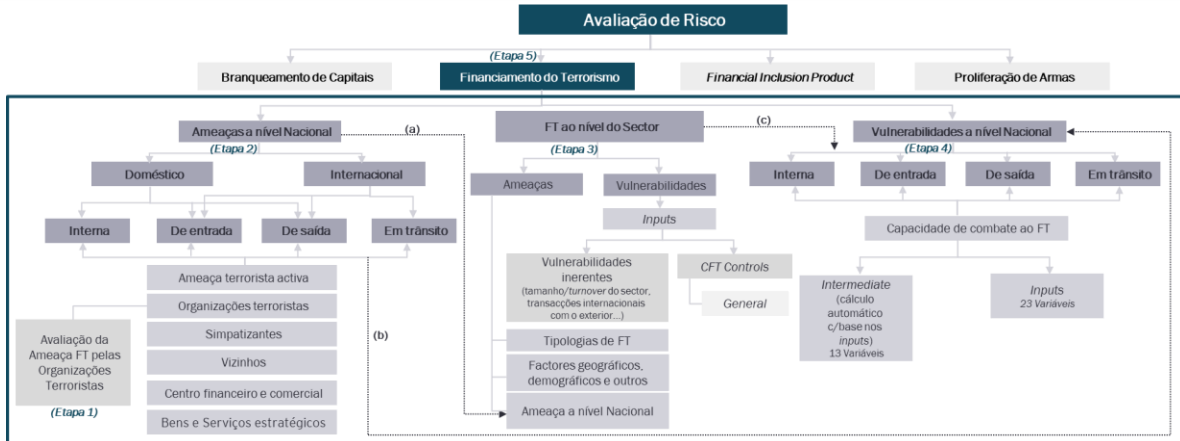 Avaliação de Risco
(Etapa 5)
Branqueamento de Capitais
Financiamento do Terrorismo
Financial Inclusion Product
Proliferação de Armas
Ameaças a nível Nacional
(a)
FT ao nível do Sector
(c)
Vulnerabilidades a nível Nacional
(Etapa 2)
(Etapa 3)
(Etapa 4)
Doméstico
Internacional
Ameaças
Vulnerabilidades
Interna
De entrada
De saída
Em trânsito
Interna
De entrada
De saída
Em trânsito
Inputs
Capacidade de combate ao FT
Ameaça terrorista activa
Organizações terroristas
Simpatizantes
Vizinhos
Centro financeiro e comercial
Bens e Serviços estratégicos
Avaliação da
Ameaça FT pelas
Organizações
Terroristas
(Etapa 1)
(b)
Vulnerabilidades
inerentes
(tamanho/turnover do sector,
transacções internacionais
com o exterior...)
CFT Controls
General
Tipologias de FT
Factores geográficos,
demográficos e outros
Ameaça a nível Nacional
Intermediate
(cálculo
automático
c/base nos
inputs)
13 Variáveis
Inputs
23 Variáveis